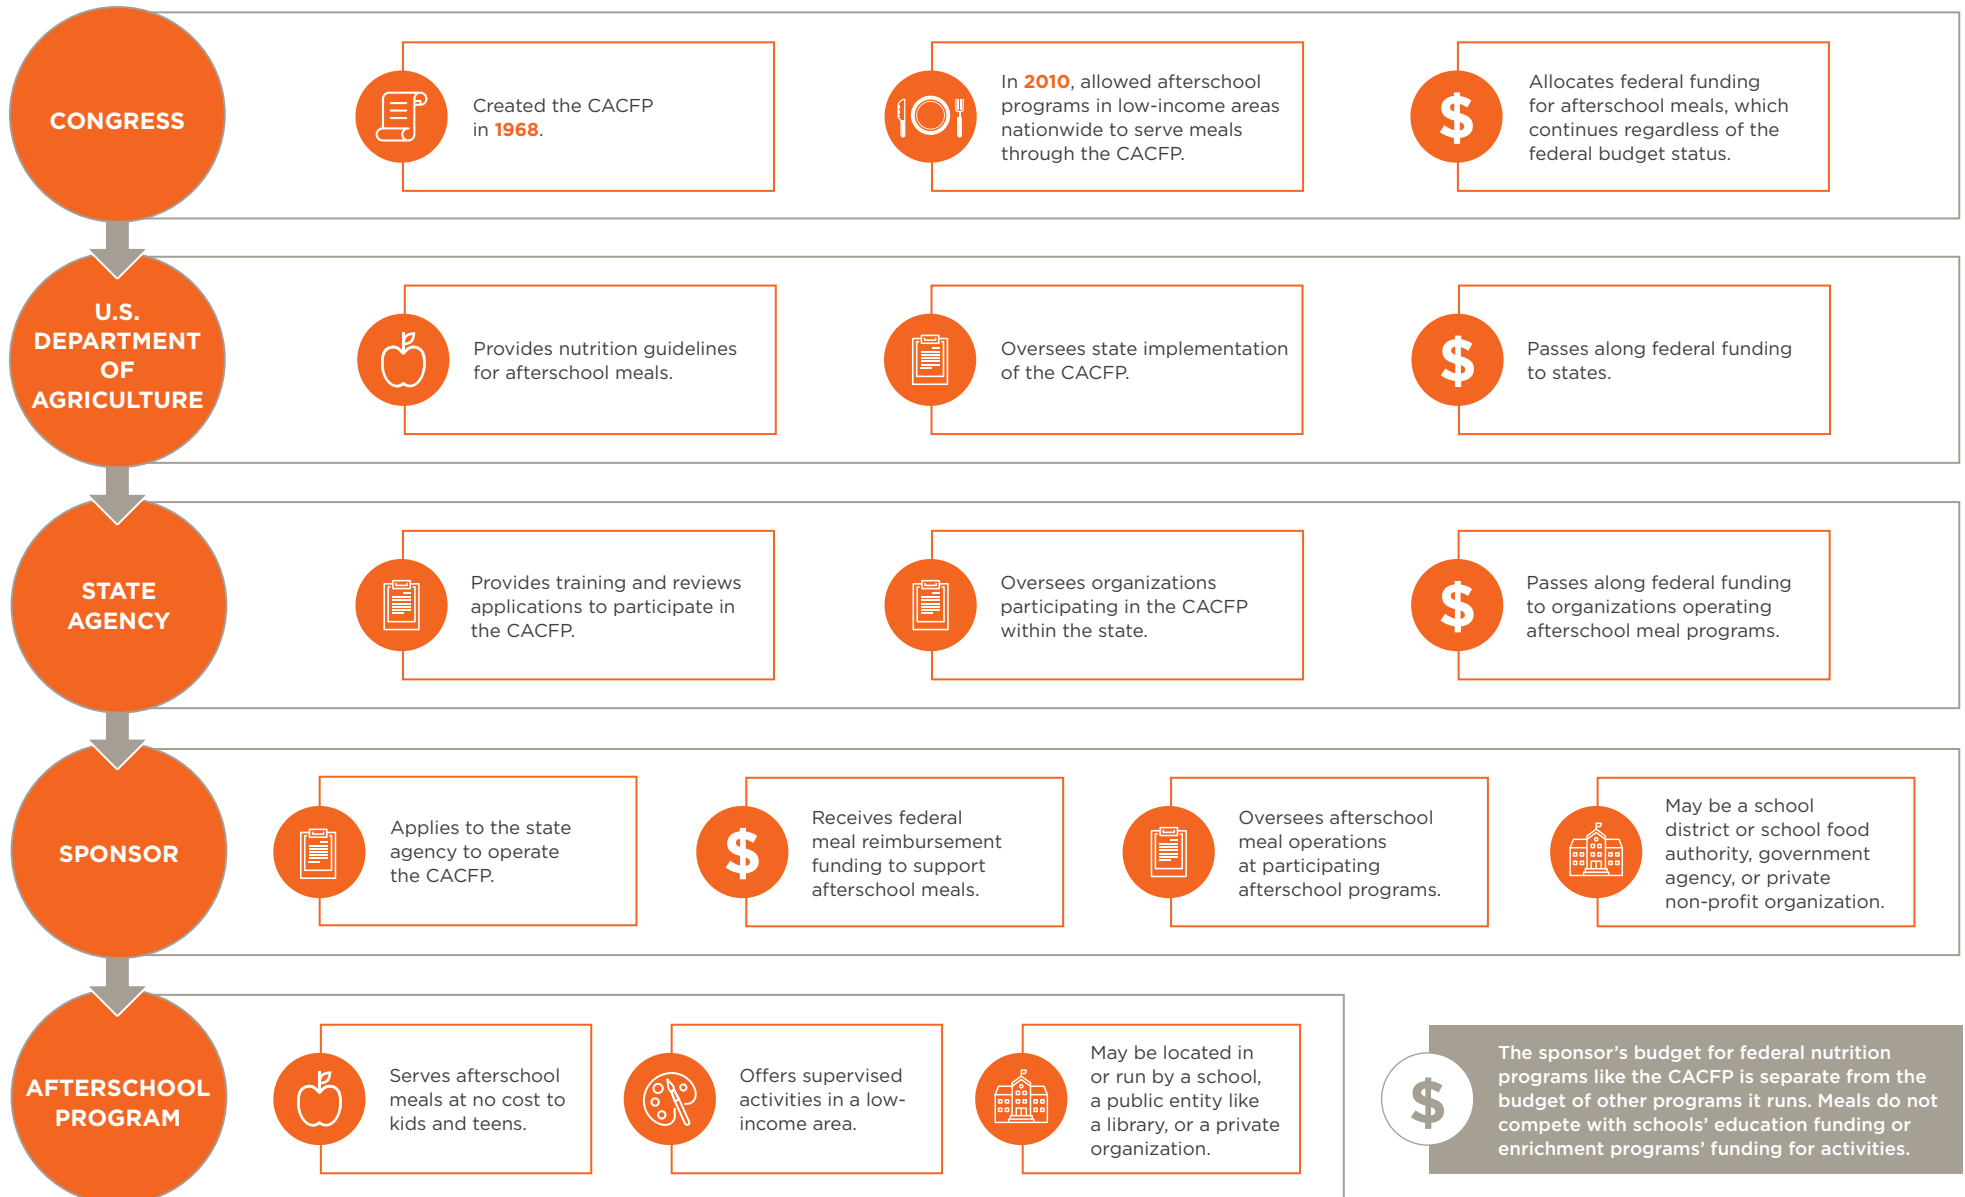 CONGRESS
Created the CACFP
in 1968.
In 2010, allowed afterschool
programs in low-income areas
nationwide to serve meals
through the CACFP.
$
Allocates federal funding
for afterschool meals, which
continues regardless of the
federal budget status.
U.S.
DEPARTMENT
OF
AGRICULTURE
Provides nutrition guidelines
for afterschool meals.
Oversees state implementation
of the CACFP.
$
Passes along federal funding
to states.
STATE
AGENCY
Provides training and reviews
applications to participate in
the CACFP.
Oversees organizations
participating in the CACFP
within the state.
$
Passes along federal funding
to organizations operating
afterschool meal programs.
SPONSOR
Applies to the state
agency to operate
the CACFP.
$
Receives federal
meal reimbursement
funding to support
afterschool meals.
Oversees afterschool
meal operations
at participating
afterschool programs.
May be a school
district or school food
authority, government
agency, or private
non-profit organization.
AFTERSCHOOL
PROGRAM
Serves afterschool
meals at no cost to
kids and teens.
Offers supervised
activities in a low-
income area.
May be located in
or run by a school,
a public entity like
a library, or a private
organization.
$
The sponsor’s budget for federal nutrition
programs like the CACFP is separate from the
budget of other programs it runs. Meals do not
compete with schools’ education funding or
enrichment programs’ funding for activities.